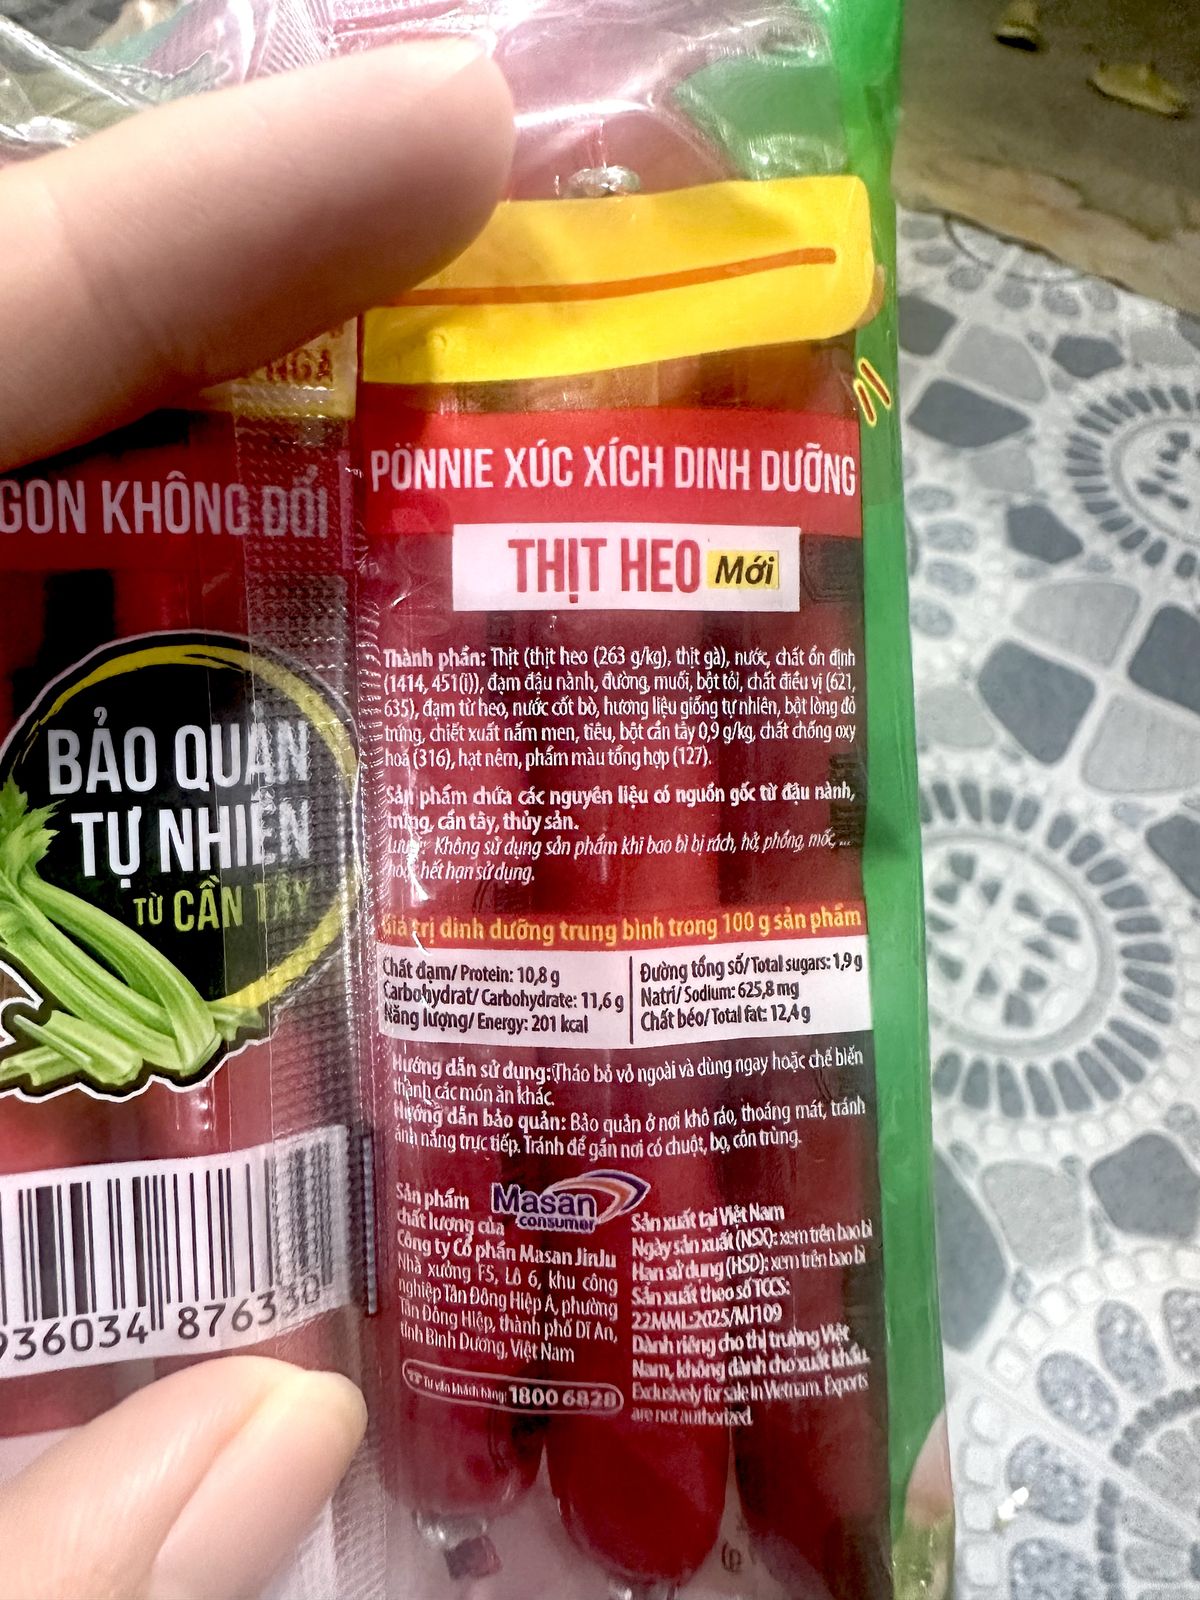 NGA
GON KHÔNG ĐỔI
BẢO QUẢN
TỰ NHIÊN
TỪ CẦN TÂY
936034 876330
PONNIE XÚC XÍCH DINH DƯỠNG
THỊT HEO Mới
Thành phần: Thịt (thịt heo (263 g/kg), thịt gà), nước, chất ổn định
(1414, 451(i)), đạm đậu nành, đường, muối, bột tỏi, chất điều vị (621,
635), đạm từ heo, nước cốt bò, hương liệu giống tự nhiên, bột lòng đỏ
trứng, chiết xuất nấm men, tiêu, bột cần tây 0,9 g/kg, chất chống oxy
hoá (316), hạt nêm, phẩm màu tổng hợp (127).
Sản phẩm chứa các nguyên liệu có nguồn gốc từ đậu nành,
trứng, cần tây, thủy sản.
Lưu ý: Không sử dụng sản phẩm khi bao bì bị rách, hở, phồng, mốc, ...
hoặc hết hạn sử dụng.
Giá trị dinh dưỡng trung bình trong 100 g sản phẩm
Chất đạm/ Protein: 10,8 g
Carbohydrat/ Carbohydrate: 11,6 g
Năng lượng/ Energy: 201 kcal
Đường tổng số/ Total sugars: 1,9 g
Natri/ Sodium: 625,8 mg
Chất béo/ Total fat: 12,4 g
Hướng dẫn sử dụng: Tháo bỏ vỏ ngoài và dùng ngay hoặc chế biến
thành các món ăn khác.
Hướng dẫn bảo quản: Bảo quản ở nơi khô ráo, thoáng mát, tránh
ánh nắng trực tiếp. Tránh để gần nơi có chuột, bọ, côn trùng.
Sản phẩm
chất lượng của
Masan
consumer
Công ty Cổ phần Masan JinJu
Nhà xưởng F5, Lô 6, khu công
nghiệp Tân Đông Hiệp A, phường
Tân Đông Hiệp, thành phố Dĩ An,
tỉnh Bình Dương, Việt Nam
Tư vấn khách hàng: 1800 6828
Sản xuất tại Việt Nam
Ngày sản xuất (NSX): xem trên bao bì
Hạn sử dụng (HSD): xem trên bao bì
Sản xuất theo số TCCS:
22MML-2025/MJ109
Dành riêng cho thị trường Việt
Nam, không dành cho xuất khẩu.
Exclusively for sale in Vietnam. Exports
are not authorized.